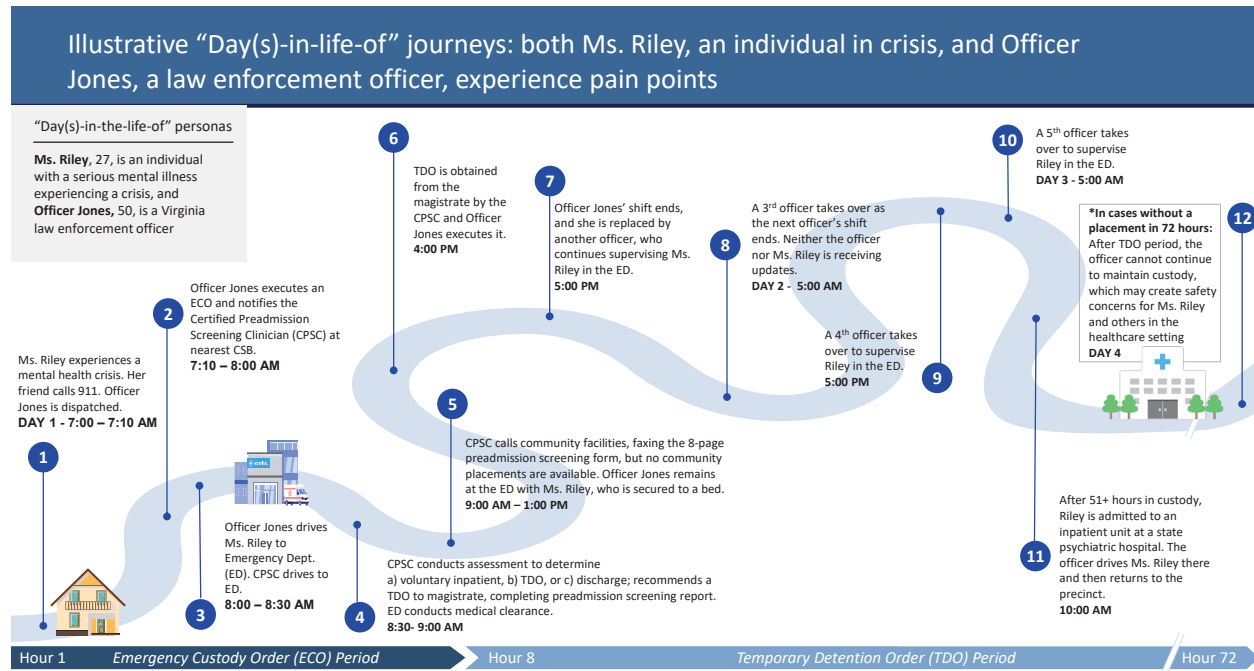 Illustrative “Day(s)-in-life-of” journeys: both Ms. Riley, an individual in crisis, and Officer
Jones, a law enforcement officer, experience pain points
“Day(s)-in-the-life-of” personas
Ms. Riley, 27, is an individual
with a serious mental illness
experiencing a crisis, and
Officer Jones, 50, is a Virginia
law enforcement officer
1
Ms. Riley experiences a
mental health crisis. Her
friend calls 911. Officer
Jones is dispatched.
DAY 1 - 7:00 – 7:10 AM
2
Officer Jones executes an
ECO and notifies the
Certified Preadmission
Screening Clinician (CPSC) at
nearest CSB.
7:10 – 8:00 AM
3
Officer Jones drives
Ms. Riley to
Emergency Dept.
(ED). CPSC drives to
ED.
8:00 – 8:30 AM
4
CPSC conducts assessment to determine
a) voluntary inpatient, b) TDO, or c) discharge; recommends a
TDO to magistrate, completing preadmission screening report.
ED conducts medical clearance.
8:30- 9:00 AM
5
CPSC calls community facilities, faxing the 8-page
preadmission screening form, but no community
placements are available. Officer Jones remains
at the ED with Ms. Riley, who is secured to a bed.
9:00 AM – 1:00 PM
6
TDO is obtained
from the
magistrate by the
CPSC and Officer
Jones executes it.
4:00 PM
7
Officer Jones’ shift ends,
and she is replaced by
another officer, who
continues supervising Ms.
Riley in the ED.
5:00 PM
8
A 3rd officer takes over as
the next officer’s shift
ends. Neither the officer
nor Ms. Riley is receiving
updates.
DAY 2 - 5:00 AM
9
A 4th officer takes
over to supervise
Riley in the ED.
5:00 PM
10
A 5th officer takes
over to supervise
Riley in the ED.
DAY 3 - 5:00 AM
11
After 51+ hours in custody,
Riley is admitted to an
inpatient unit at a state
psychiatric hospital. The
officer drives Ms. Riley there
and then returns to the
precinct.
10:00 AM
12
*In cases without a
placement in 72 hours:
After TDO period, the
officer cannot continue
to maintain custody,
which may create safety
concerns for Ms. Riley
and others in the
healthcare setting
DAY 4
Hour 1
Emergency Custody Order (ECO) Period
Hour 8
Temporary Detention Order (TDO) Period
Hour 72